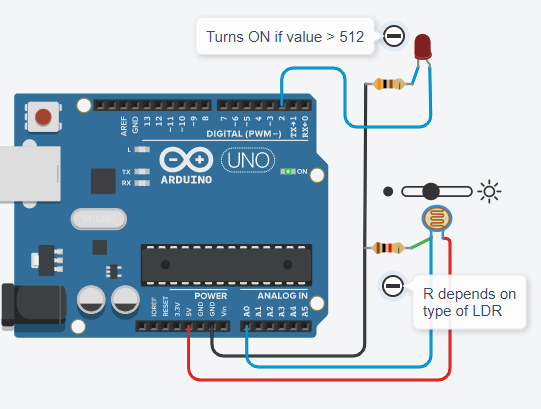 Turns ON if value > 512
AREF
GND
13
12
~11
~10
~9
8
7
~6
~5
4
~3
2
TX→1
RX←0
DIGITAL (PWM~)
L
TX
RX
UNO
ON
ARDUINO
POWER
ANALOG IN
IOREF
RESET
3.3V
5V
GND
GND
Vin
A0
A1
A2
A3
A4
A5
R depends on
type of LDR